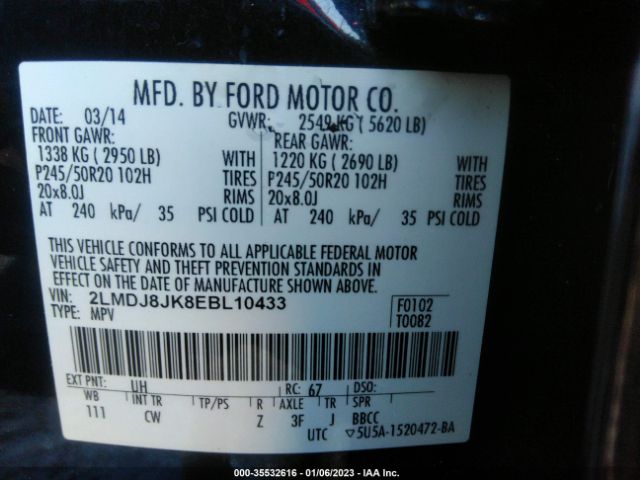 MFD. BY FORD MOTOR CO.
DATE: 03/14 GVWR: 2549 KG (5620 LB)
FRONT GAWR: REAR GAWR:
1338 KG (2950 LB) WITH 1220 KG (2690 LB) WITH
P245/50R20 102H TIRES P245/50R20 102H TIRES
20x8.0J RIMS 20x8.0J RIMS
AT 240 kPa/ 35 PSI COLD AT 240 kPa/ 35 PSI COLD
THIS VEHICLE CONFORMS TO ALL APPLICABLE FEDERAL MOTOR
VEHICLE SAFETY AND THEFT PREVENTION STANDARDS IN
EFFECT ON THE DATE OF MANUFACTURE SHOWN ABOVE.
VIN: 2LMDJ8JK8EBL10433 F0102
TYPE: MPV T0082
EXT PNT: UH RC: 67 DSO:
WB INT TR TP/PS R AXLE TR SPR
111 CW Z 3F J BBCC
UTC ▽5U5A-1520472-BA
000-35532616 - 01/06/2023 - IAA Inc.